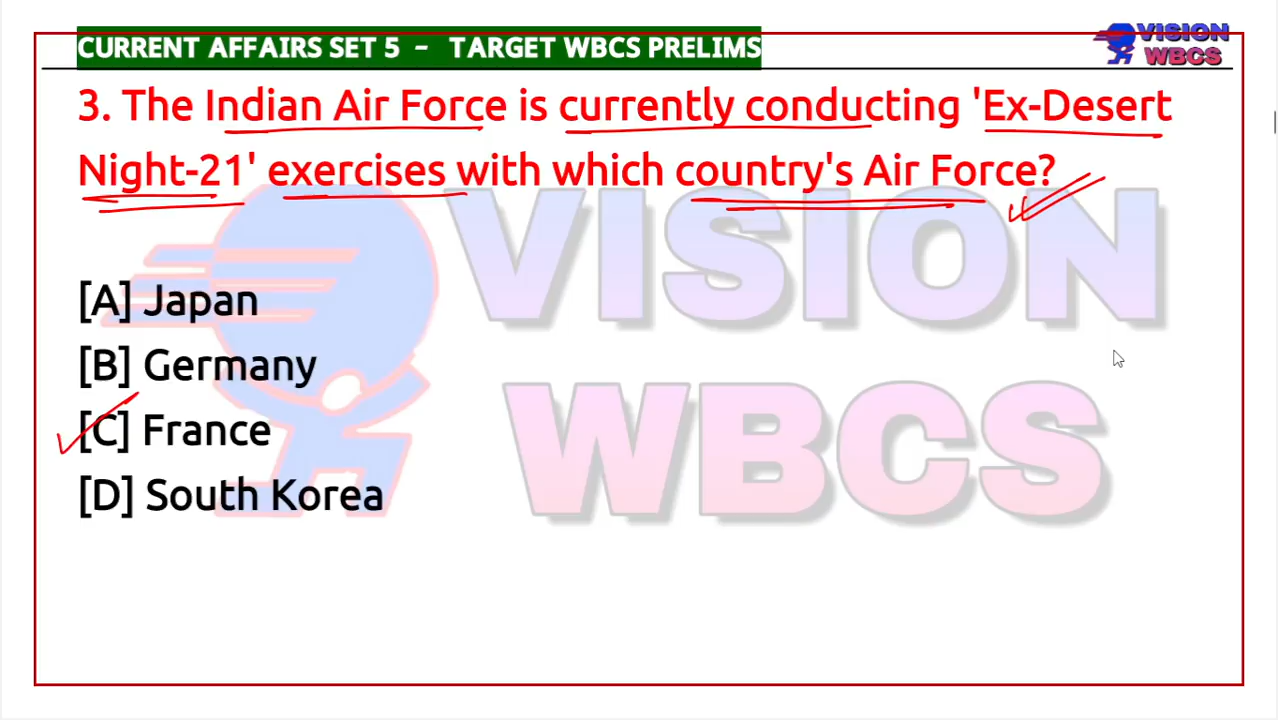 CURRENT AFFAIRS SET 5 - TARGET WBCS PRELIMS
VISION
WBCS
3. The Indian Air Force is currently conducting 'Ex-Desert
Night-21' exercises with which country's Air Force?
VISION
WBCS
[A] Japan
[B] Germany
[C] France
[D] South Korea